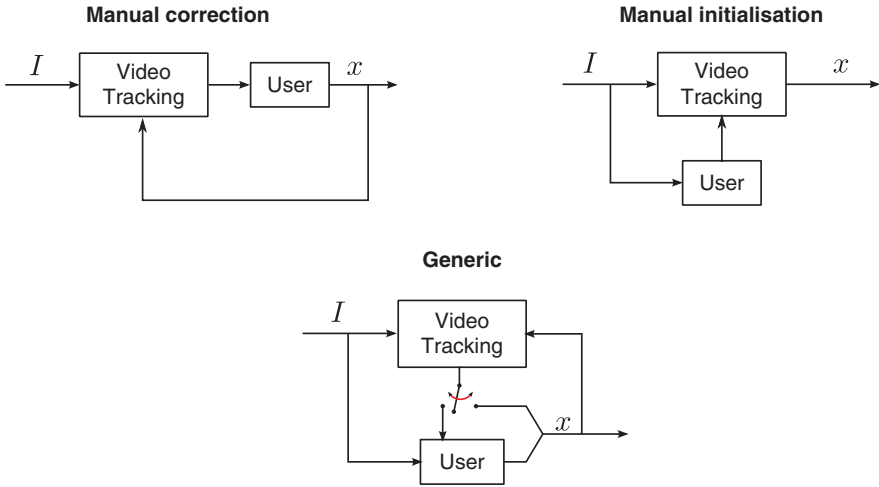 Manual correction
I
Video
Tracking
User
x
Manual initialisation
I
Video
Tracking
x
User
Generic
I
Video
Tracking
x
User